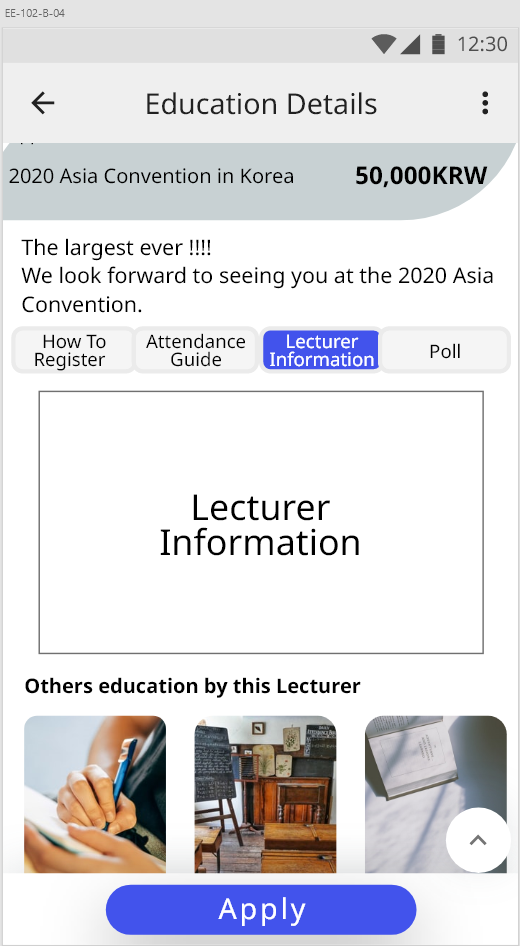 EE-102-B-04
12:30
Education Details
2020 Asia Convention in Korea
50,000KRW
The largest ever !!!!
We look forward to seeing you at the 2020 Asia
Convention.
How To
Register
Attendance
Guide
Lecturer
Information
Poll
Lecturer
Information
Others education by this Lecturer
Apply